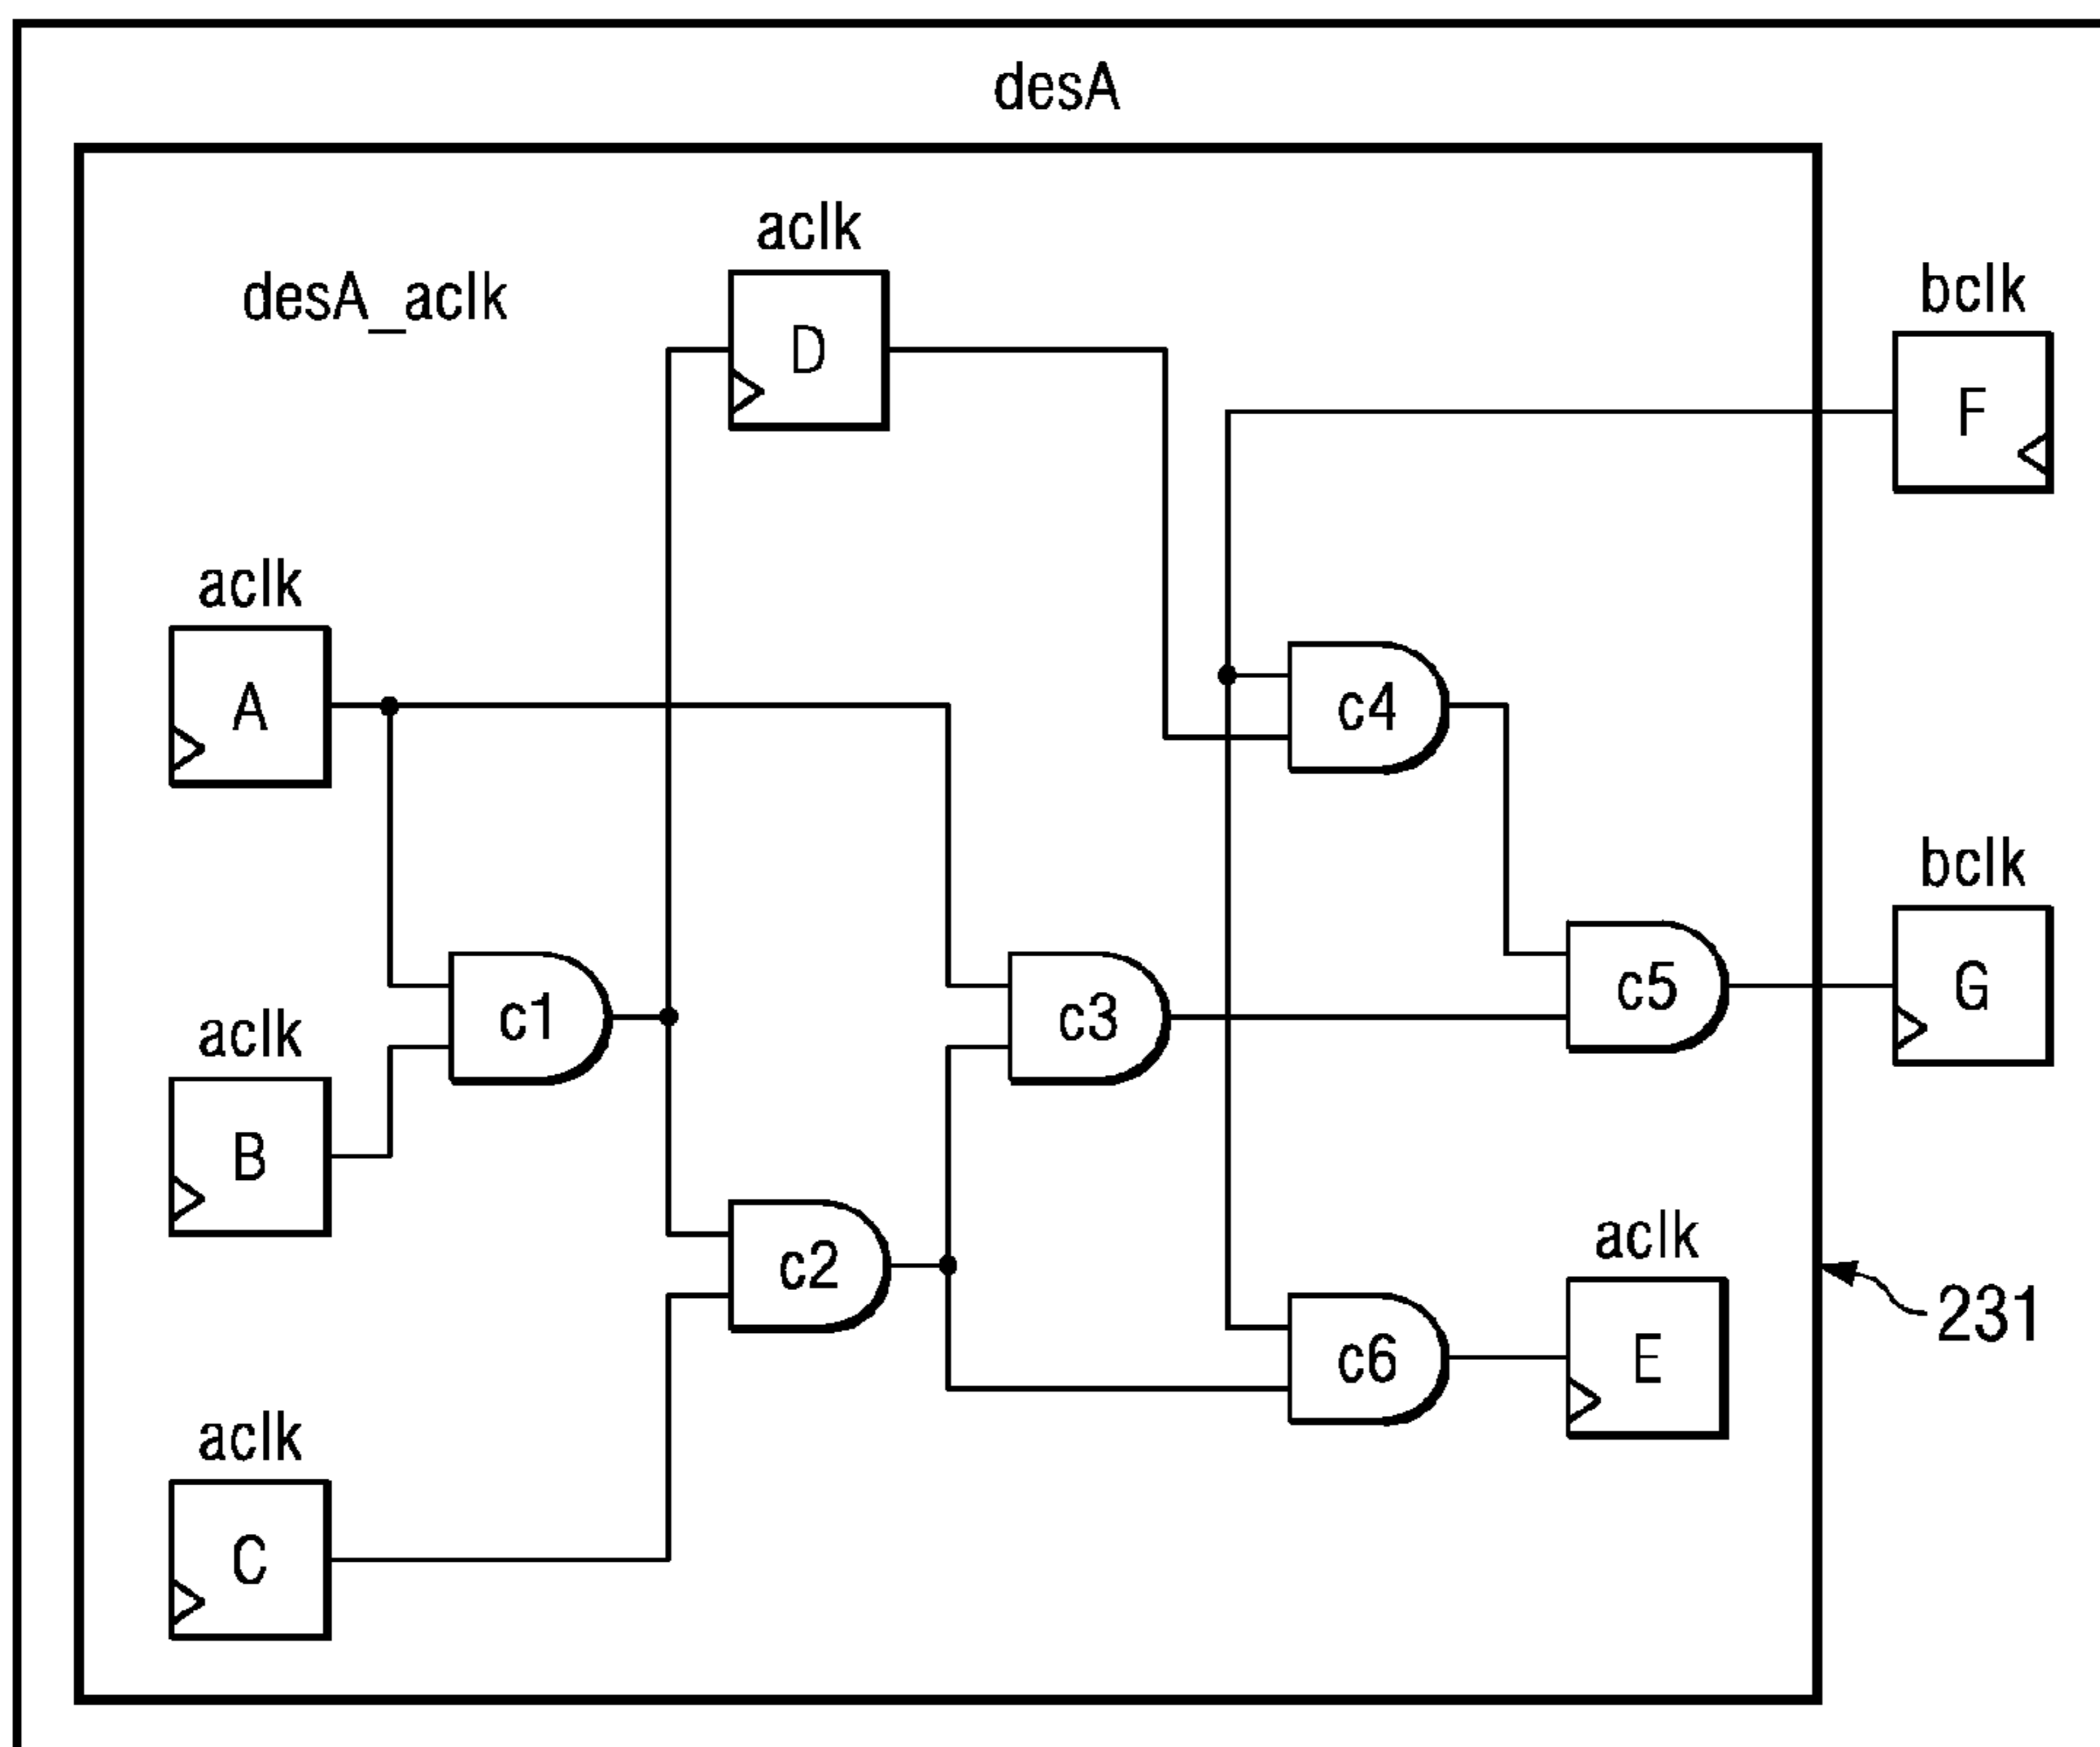 desA
aclk
desA_aclk
D
bclk
F
aclk
A
c4
bclk
c5
G
c1
c3
aclk
B
c2
aclk
231
c6
E
aclk
C